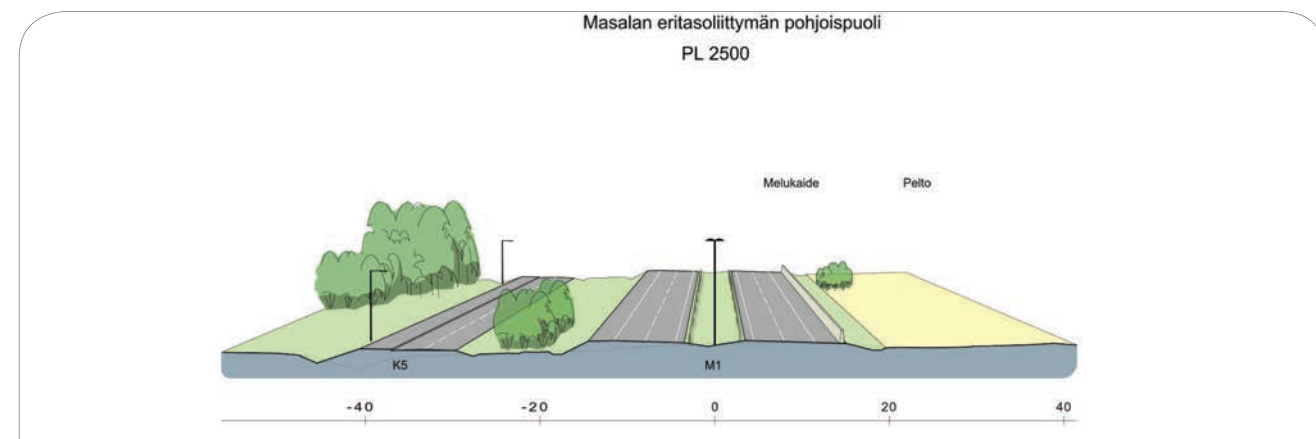 Masalan eritasoliittymän pohjoispuoli
PL 2500
Melukaide Pelto
K5 M1
-40 -20 0 20 40